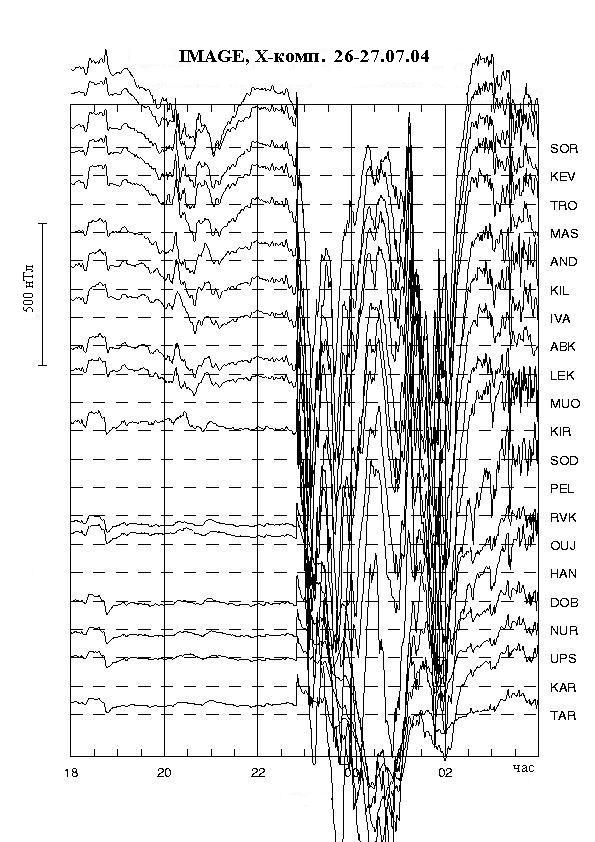 IMAGE, X-комп. 26-27.07.04
SOR
KEV
TRO
MAS
AND
KIL
IVA
ABK
LEK
MUO
KIR
SOD
PEL
RVK
OUJ
HAN
DOB
NUR
UPS
KAR
TAR
500 нТл
18 20 22 00 02 час